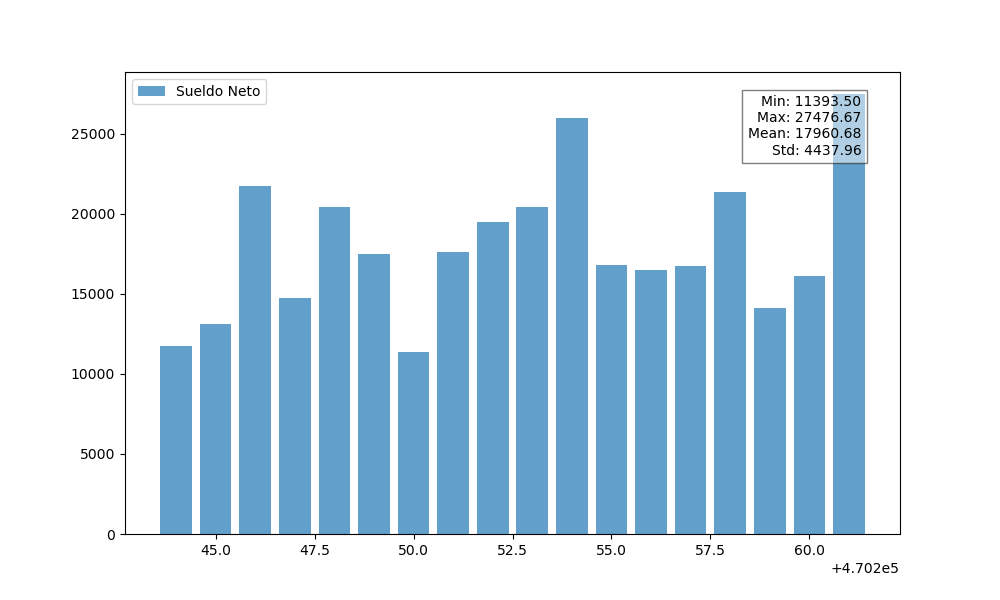 Sueldo Neto
Min: 11393.50
Max: 27476.67
Mean: 17960.68
Std: 4437.96
25000
20000
15000
10000
5000
0
45.0 47.5 50.0 52.5 55.0 57.5 60.0
+4.702e5